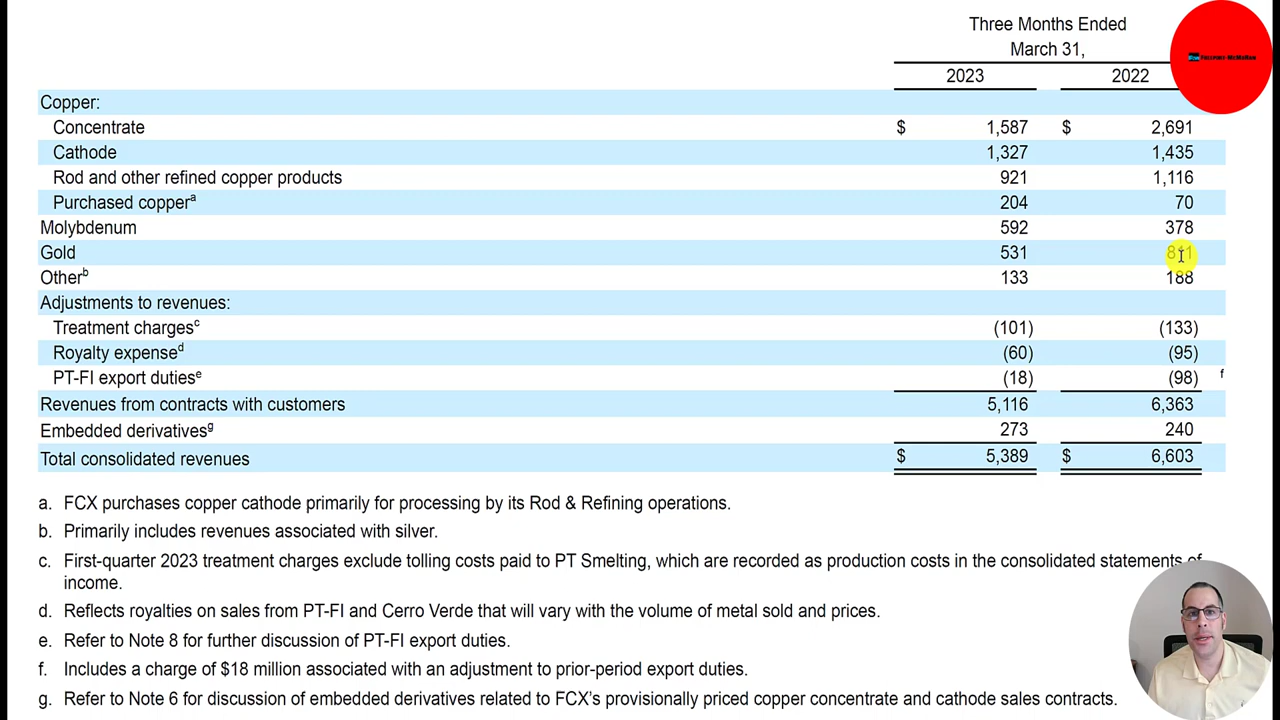 Three Months Ended
March 31,
2023 2022
Copper:
Concentrate $ 1,587 $ 2,691
Cathode 1,327 1,435
Rod and other refined copper products 921 1,116
Purchased copperᵃ 204 70
Molybdenum 592 378
Gold 531 811
Otherᵇ 133 188
Adjustments to revenues:
Treatment chargesᶜ (101) (133)
Royalty expenseᵈ (60) (95)
PT-FI export dutiesᵉ (18) (98) ᶠ
Revenues from contracts with customers 5,116 6,363
Embedded derivativesᵍ 273 240
Total consolidated revenues $ 5,389 $ 6,603
a. FCX purchases copper cathode primarily for processing by its Rod & Refining operations.
b. Primarily includes revenues associated with silver.
c. First-quarter 2023 treatment charges exclude tolling costs paid to PT Smelting, which are recorded as production costs in the consolidated statements of
income.
d. Reflects royalties on sales from PT-FI and Cerro Verde that will vary with the volume of metal sold and prices.
e. Refer to Note 8 for further discussion of PT-FI export duties.
f. Includes a charge of $18 million associated with an adjustment to prior-period export duties.
g. Refer to Note 6 for discussion of embedded derivatives related to FCX’s provisionally priced copper concentrate and cathode sales contracts.